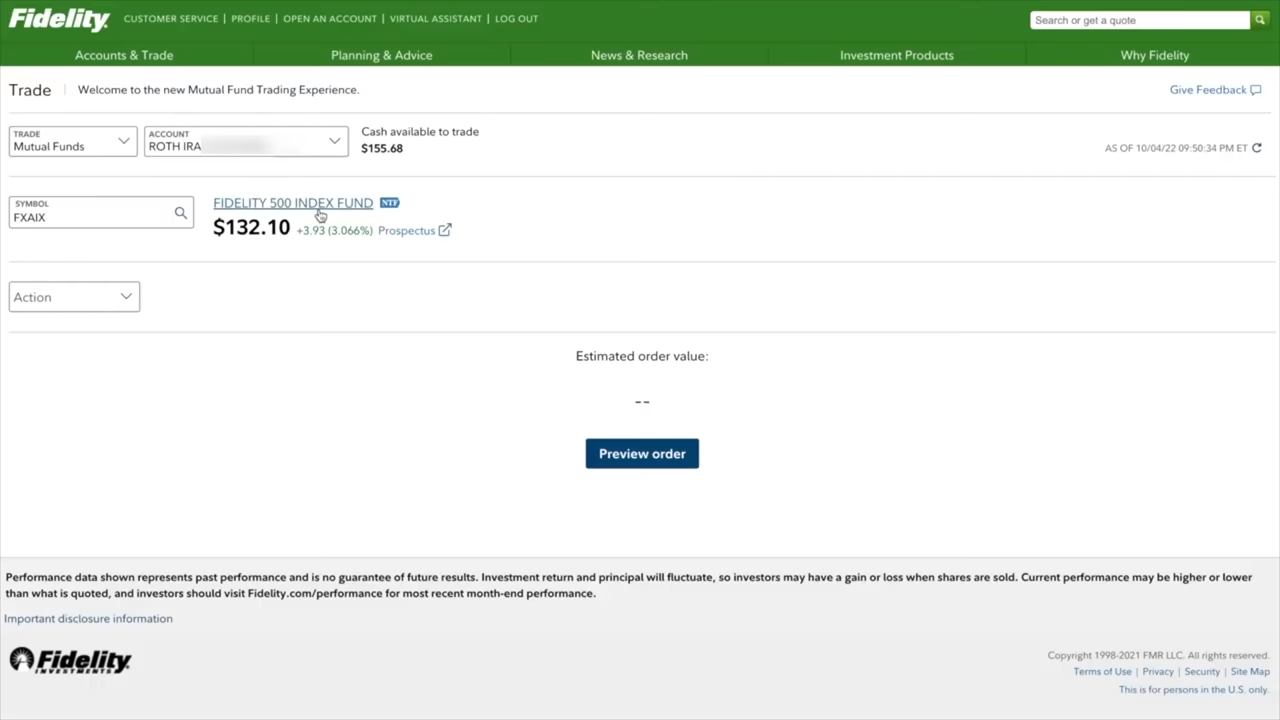 Fidelity. CUSTOMER SERVICE | PROFILE | OPEN AN ACCOUNT | VIRTUAL ASSISTANT | LOG OUT
Search or get a quote
Accounts & Trade Planning & Advice News & Research Investment Products Why Fidelity
Trade | Welcome to the new Mutual Fund Trading Experience.
Give Feedback
TRADE
Mutual Funds
ACCOUNT
ROTH IRA
Cash available to trade
$155.68
AS OF 10/04/22 09:50:34 PM ET
SYMBOL
FXAIX
FIDELITY 500 INDEX FUND NTF
$132.10 +3.93 (3.066%) Prospectus
Action
Estimated order value:
--
Preview order
Performance data shown represents past performance and is no guarantee of future results. Investment return and principal will fluctuate, so investors may have a gain or loss when shares are sold. Current performance may be higher or lower
than what is quoted, and investors should visit Fidelity.com/performance for most recent month-end performance.
Important disclosure information
Fidelity
INVESTMENTS
Copyright 1998-2021 FMR LLC. All rights reserved.
Terms of Use | Privacy | Security | Site Map
This is for persons in the U.S. only.